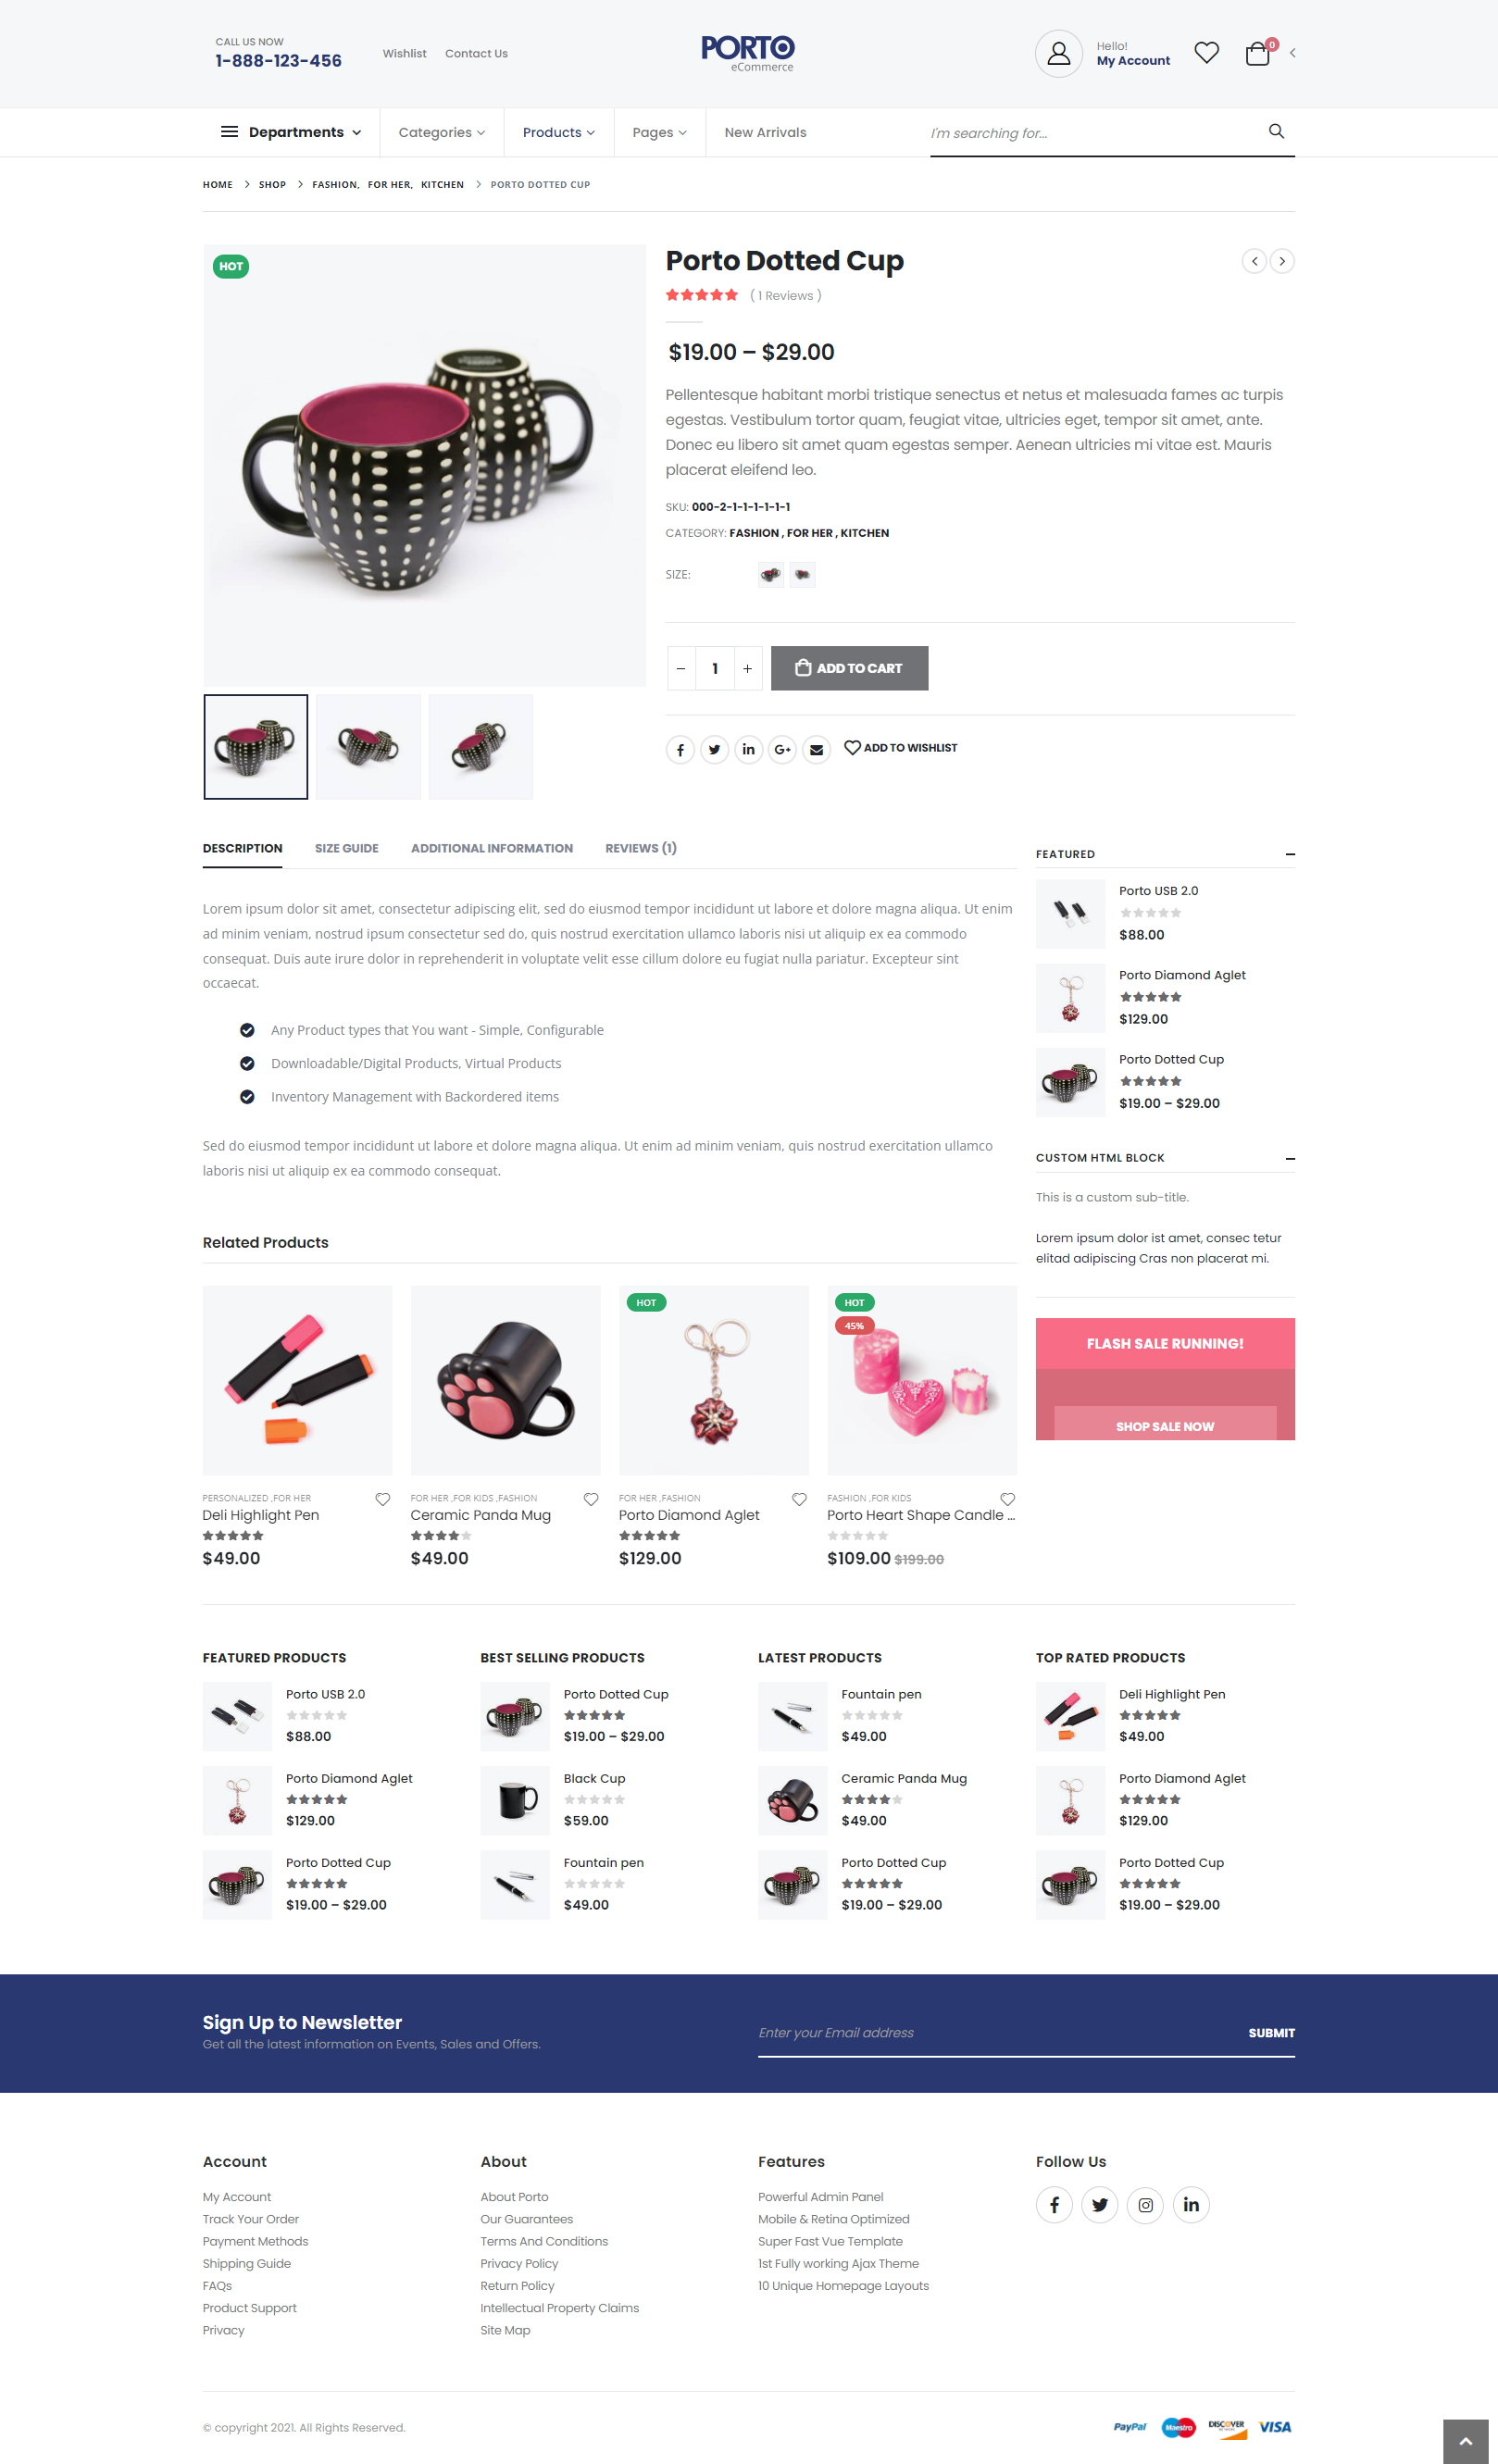 CALL US NOW
1-888-123-456
Wishlist
Contact Us
PORTO
eCommerce
Hello!
My Account
0
Departments
Categories
Products
Pages
New Arrivals
I'm searching for...
HOME
SHOP
FASHION, FOR HER, KITCHEN
PORTO DOTTED CUP
HOT
Porto Dotted Cup
( 1 Reviews )
$19.00 – $29.00
Pellentesque habitant morbi tristique senectus et netus et malesuada fames ac turpis
egestas. Vestibulum tortor quam, feugiat vitae, ultricies eget, tempor sit amet, ante.
Donec eu libero sit amet quam egestas semper. Aenean ultricies mi vitae est. Mauris
placerat eleifend leo.
SKU: 000-2-1-1-1-1-1-1
CATEGORY: FASHION , FOR HER , KITCHEN
SIZE:
− 1 +
ADD TO CART
G+
ADD TO WISHLIST
DESCRIPTION
SIZE GUIDE
ADDITIONAL INFORMATION
REVIEWS (1)
Lorem ipsum dolor sit amet, consectetur adipiscing elit, sed do eiusmod tempor incididunt ut labore et dolore magna aliqua. Ut enim
ad minim veniam, nostrud ipsum consectetur sed do, quis nostrud exercitation ullamco laboris nisi ut aliquip ex ea commodo
consequat. Duis aute irure dolor in reprehenderit in voluptate velit esse cillum dolore eu fugiat nulla pariatur. Excepteur sint
occaecat.
Any Product types that You want - Simple, Configurable
Downloadable/Digital Products, Virtual Products
Inventory Management with Backordered items
Sed do eiusmod tempor incididunt ut labore et dolore magna aliqua. Ut enim ad minim veniam, quis nostrud exercitation ullamco
laboris nisi ut aliquip ex ea commodo consequat.
FEATURED
Porto USB 2.0
$88.00
Porto Diamond Aglet
$129.00
Porto Dotted Cup
$19.00 – $29.00
CUSTOM HTML BLOCK
This is a custom sub-title.
Lorem ipsum dolor ist amet, consec tetur
elitad adipiscing Cras non placerat mi.
FLASH SALE RUNNING!
SHOP SALE NOW
Related Products
PERSONALIZED ,FOR HER
Deli Highlight Pen
$49.00
FOR HER ,FOR KIDS ,FASHION
Ceramic Panda Mug
$49.00
HOT
FOR HER ,FASHION
Porto Diamond Aglet
$129.00
HOT
45%
FASHION ,FOR KIDS
Porto Heart Shape Candle ...
$109.00 $199.00
FEATURED PRODUCTS
Porto USB 2.0
$88.00
Porto Diamond Aglet
$129.00
Porto Dotted Cup
$19.00 – $29.00
BEST SELLING PRODUCTS
Porto Dotted Cup
$19.00 – $29.00
Black Cup
$59.00
Fountain pen
$49.00
LATEST PRODUCTS
Fountain pen
$49.00
Ceramic Panda Mug
$49.00
Porto Dotted Cup
$19.00 – $29.00
TOP RATED PRODUCTS
Deli Highlight Pen
$49.00
Porto Diamond Aglet
$129.00
Porto Dotted Cup
$19.00 – $29.00
Sign Up to Newsletter
Get all the latest information on Events, Sales and Offers.
Enter your Email address
SUBMIT
Account
My Account
Track Your Order
Payment Methods
Shipping Guide
FAQs
Product Support
Privacy
About
About Porto
Our Guarantees
Terms And Conditions
Privacy Policy
Return Policy
Intellectual Property Claims
Site Map
Features
Powerful Admin Panel
Mobile & Retina Optimized
Super Fast Vue Template
1st Fully working Ajax Theme
10 Unique Homepage Layouts
Follow Us
© copyright 2021. All Rights Reserved.
PayPal
Maestro
DISCOVER
VISA